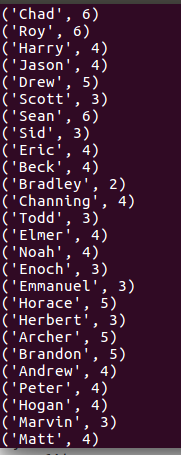 ('Chad', 6)
('Roy', 6)
('Harry', 4)
('Jason', 4)
('Drew', 5)
('Scott', 3)
('Sean', 6)
('Sid', 3)
('Eric', 4)
('Beck', 4)
('Bradley', 2)
('Channing', 4)
('Todd', 3)
('Elmer', 4)
('Noah', 4)
('Enoch', 3)
('Emmanuel', 3)
('Horace', 5)
('Herbert', 3)
('Archer', 5)
('Brandon', 5)
('Andrew', 4)
('Peter', 4)
('Hogan', 4)
('Marvin', 3)
('Matt', 4)